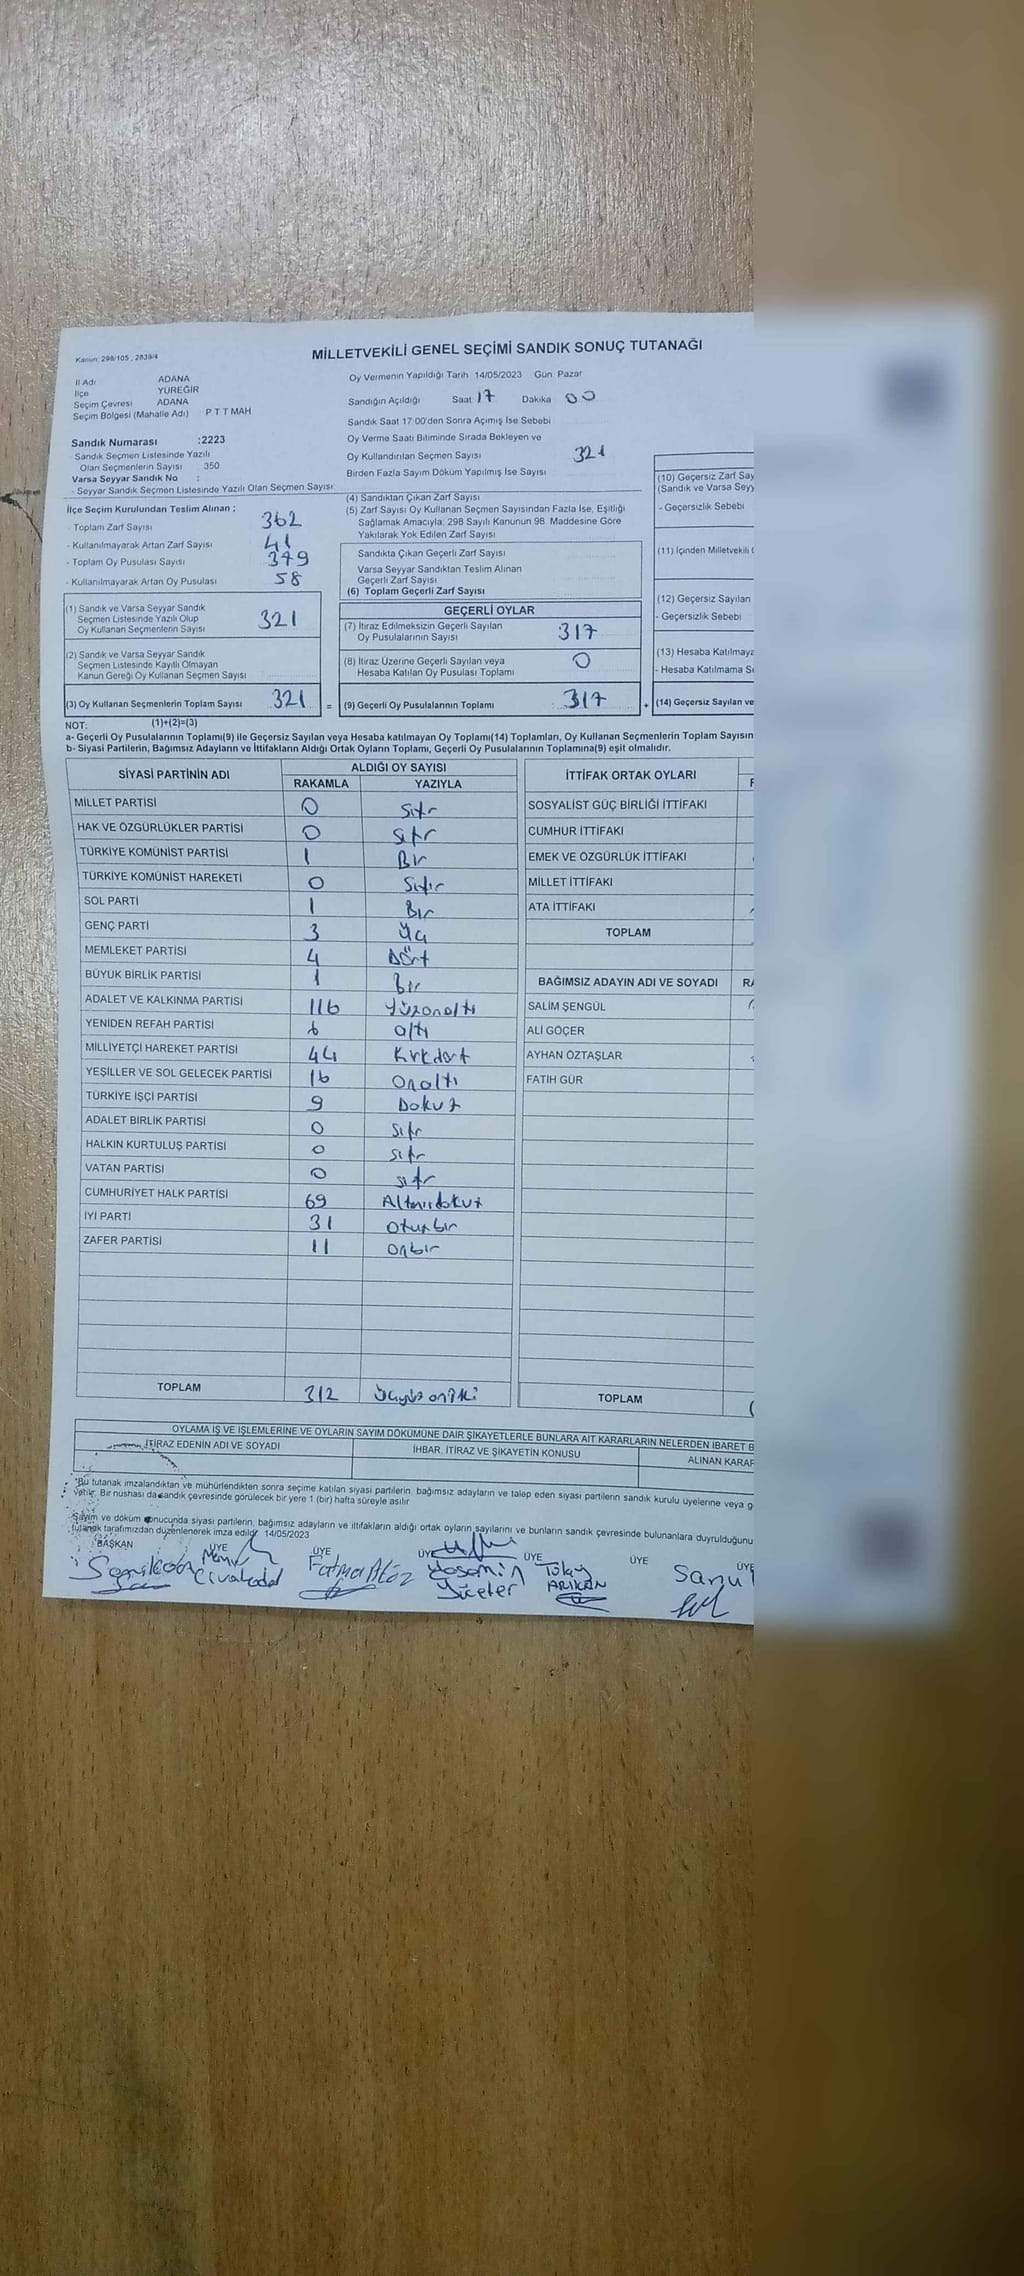 Kanun: 298/105 , 2839/4
MİLLETVEKİLİ GENEL SEÇİMİ SANDIK SONUÇ TUTANAĞI
İl Adı ADANA
İlçe YÜREĞİR
Seçim Çevresi ADANA
Seçim Bölgesi (Mahalle Adı) P T T MAH
Oy Vermenin Yapıldığı Tarih 14/05/2023 Gün Pazar
Sandığın Açıldığı Saat 17 Dakika 00
Sandık Saat 17:00'den Sonra Açımış İse Sebebi
Sandık Numarası :2223
- Sandık Seçmen Listesinde Yazılı
Olan Seçmenlerin Sayısı 350
Varsa Seyyar Sandık No :
- Seyyar Sandık Seçmen Listesinde Yazılı Olan Seçmen Sayısı
Oy Verme Saati Bitiminde Sırada Bekleyen ve
Oy Kullandırılan Seçmen Sayısı 321
Birden Fazla Sayım Döküm Yapılmış İse Sayısı
İlçe Seçim Kurulundan Teslim Alınan ;
- Toplam Zarf Sayısı 362
- Kullanılmayarak Artan Zarf Sayısı 41
- Toplam Oy Pusulası Sayısı 379
- Kullanılmayarak Artan Oy Pusulası 58
(4) Sandıktan Çıkan Zarf Sayısı
(5) Zarf Sayısı Oy Kullanan Seçmen Sayısından Fazla İse, Eşitliği
Sağlamak Amacıyla; 298 Sayılı Kanunun 98. Maddesine Göre
Yakılarak Yok Edilen Zarf Sayısı
Sandıkta Çıkan Geçerli Zarf Sayısı
Varsa Seyyar Sandıktan Teslim Alınan
Geçerli Zarf Sayısı
(6) Toplam Geçerli Zarf Sayısı
(1) Sandık ve Varsa Seyyar Sandık
Seçmen Listesinde Yazılı Olup
Oy Kullanan Seçmenlerin Sayısı 321
(2) Sandık ve Varsa Seyyar Sandık
Seçmen Listesinde Kayıtlı Olmayan
Kanun Gereği Oy Kullanan Seçmen Sayısı
(3) Oy Kullanan Seçmenlerin Toplam Sayısı 321 =
GEÇERLİ OYLAR
(7) İtiraz Edilmeksizin Geçerli Sayılan
Oy Pusulalarının Sayısı 317
(8) İtiraz Üzerine Geçerli Sayılan veya
Hesaba Katılan Oy Pusulası Toplamı 0
(9) Geçerli Oy Pusulalarının Toplamı 317 +
(10) Geçersiz Zarf Say
(Sandık ve Varsa Seyy
- Geçersizlik Sebebi
(11) İçinden Milletvekili
(12) Geçersiz Sayılan
- Geçersizlik Sebebi
(13) Hesaba Katılmaya
- Hesaba Katılmama S
(14) Geçersiz Sayılan ve
NOT: (1)+(2)=(3)
a- Geçerli Oy Pusulalarının Toplamı(9) ile Geçersiz Sayılan veya Hesaba katılmayan Oy Toplamı(14) Toplamları, Oy Kullanan Seçmenlerin Toplam Sayısın
b- Siyasi Partilerin, Bağımsız Adayların ve İttifakların Aldığı Ortak Oyların Toplamı, Geçerli Oy Pusulalarının Toplamına(9) eşit olmalıdır.
SİYASİ PARTİNİN ADI ALDIĞI OY SAYISI
RAKAMLA YAZIYLA
MİLLET PARTİSİ 0 Sıfır
HAK VE ÖZGÜRLÜKLER PARTİSİ 0 Sıfır
TÜRKİYE KOMÜNİST PARTİSİ 1 Bir
TÜRKİYE KOMÜNİST HAREKETİ 0 Sıfır
SOL PARTİ 1 Bir
GENÇ PARTİ 3 Üç
MEMLEKET PARTİSİ 4 Dört
BÜYÜK BİRLİK PARTİSİ 1 Bir
ADALET VE KALKINMA PARTİSİ 116 Yüzonaltı
YENİDEN REFAH PARTİSİ 6 altı
MİLLİYETÇİ HAREKET PARTİSİ 44 Kırkdört
YEŞİLLER VE SOL GELECEK PARTİSİ 16 Onaltı
TÜRKİYE İŞÇİ PARTİSİ 9 Dokuz
ADALET BİRLİK PARTİSİ 0 sıfır
HALKIN KURTULUŞ PARTİSİ 0 sıfır
VATAN PARTİSİ 0 sıfır
CUMHURİYET HALK PARTİSİ 69 Altmışdokuz
İYİ PARTİ 31 otuzbir
ZAFER PARTİSİ 11 onbir
TOPLAM 312 üçyüz oniki
İTTİFAK ORTAK OYLARI
SOSYALİST GÜÇ BİRLİĞİ İTTİFAKI
CUMHUR İTTİFAKI
EMEK VE ÖZGÜRLÜK İTTİFAKI
MİLLET İTTİFAKI
ATA İTTİFAKI
TOPLAM
BAĞIMSIZ ADAYIN ADI VE SOYADI RA
SALİM ŞENGÜL
ALİ GÖÇER
AYHAN ÖZTAŞLAR
FATİH GÜR
TOPLAM
OYLAMA İŞ VE İŞLEMLERİNE VE OYLARIN SAYIM DÖKÜMÜNE DAİR ŞİKAYETLERLE BUNLARA AİT KARARLARIN NELERDEN İBARET B
İTİRAZ EDENİN ADI VE SOYADI İHBAR, İTİRAZ VE ŞİKAYETİN KONUSU ALINAN KARAR
"Bu tutanak imzalandıktan ve mühürlendikten sonra seçime katılan siyasi partilerin, bağımsız adayların ve talep eden siyasi partilerin sandık kurulu üyelerine veya g
verilir. Bir nüshası da sandık çevresinde görülecek bir yere 1 (bir) hafta süreyle asılır
Sayım ve döküm sonucunda siyasi partilerin, bağımsız adayların ve ittifakların aldığı ortak oyların sayılarını ve bunların sandık çevresinde bulunanlara duyrulduğunu
tutanak tarafımızdan düzenlenerek imza edildi. 14/05/2023
BAŞKAN ÜYE ÜYE ÜYE ÜYE ÜYE ÜYE
Yasemin Tülay
ARIKAN